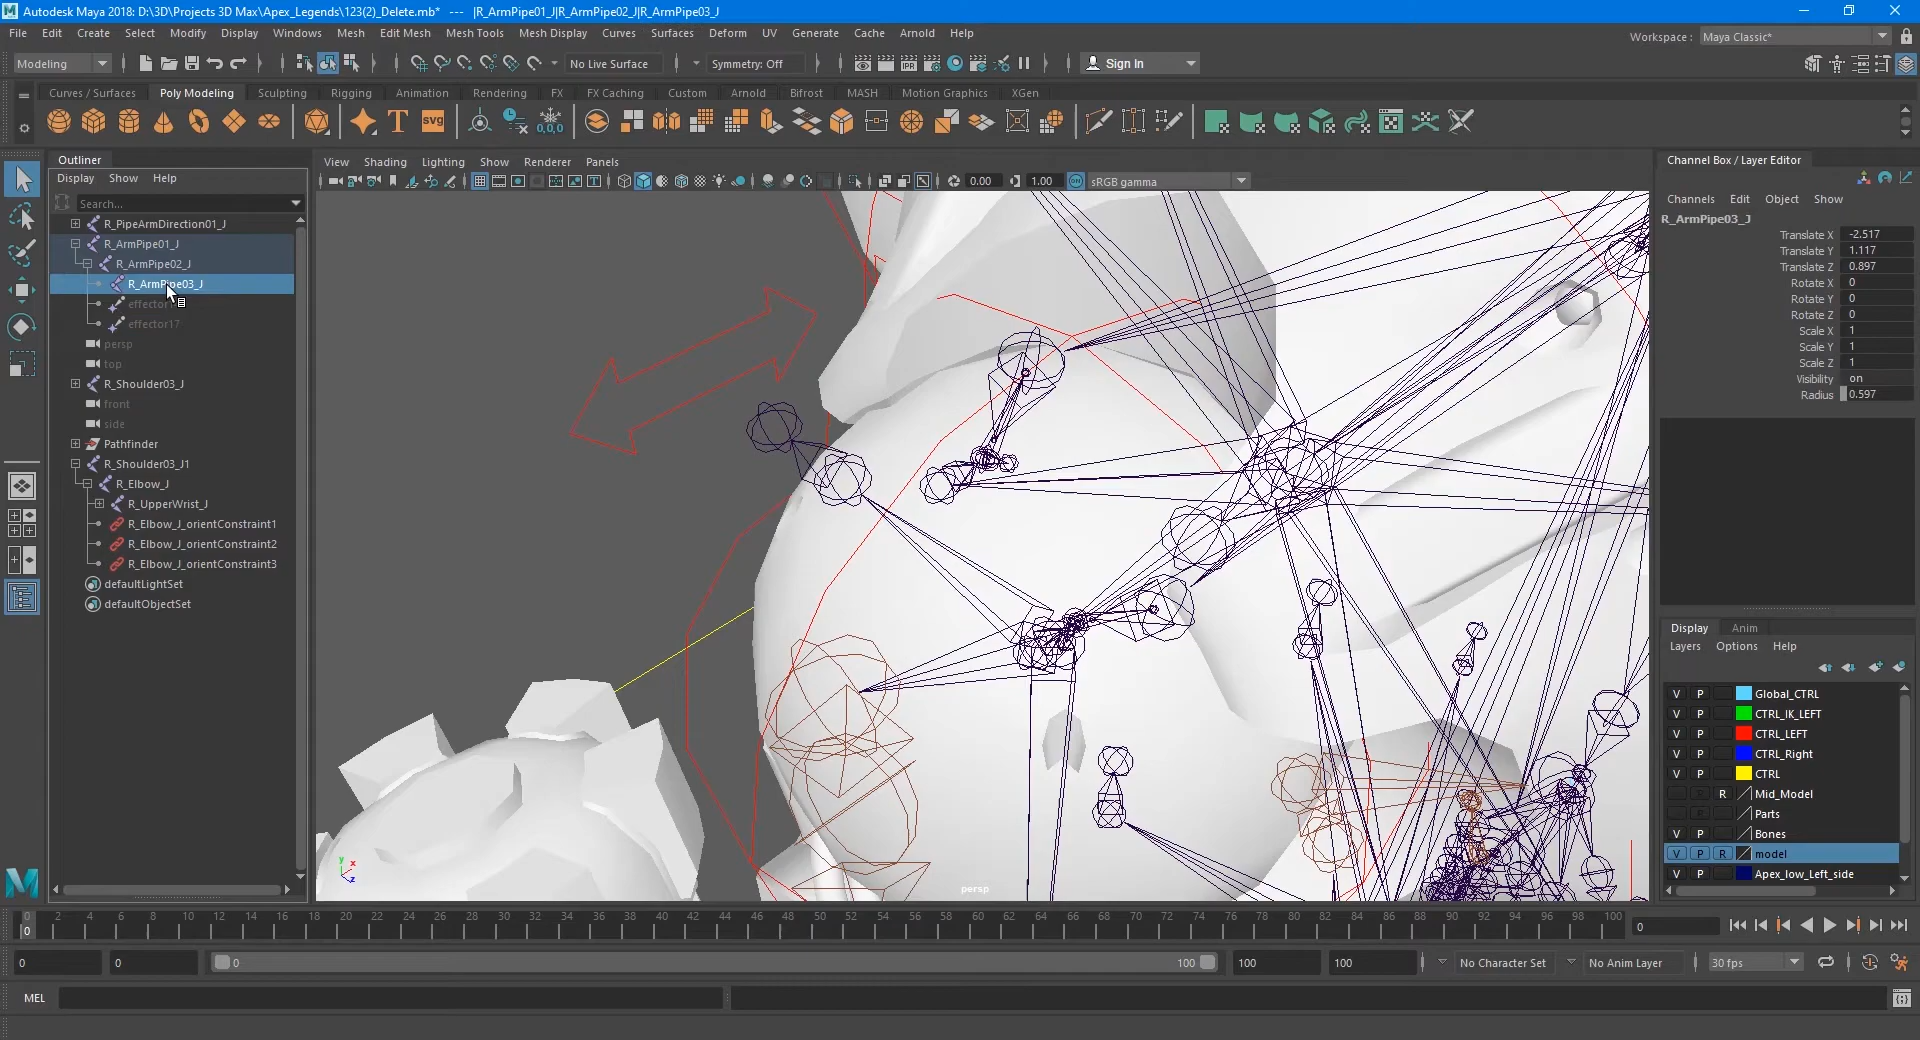 Autodesk Maya 2018: D:\3D\Projects 3D Max\Apex_Legends\123(2)_Delete.mb* --- |R_ArmPipe01_J|R_ArmPipe02_J|R_ArmPipe03_J
File Edit Create Select Modify Display Windows Mesh Edit Mesh Mesh Tools Mesh Display Curves Surfaces Deform UV Generate Cache Arnold Help
Workspace : Maya Classic*
Modeling No Live Surface Symmetry: Off Sign In
Curves / Surfaces Poly Modeling Sculpting Rigging Animation Rendering FX FX Caching Custom Arnold Bifrost MASH Motion Graphics XGen
Outliner
Display Show Help
Search...
R_PipeArmDirection01_J
R_ArmPipe01_J
R_ArmPipe02_J
R_ArmPipe03_J
effector17
persp
top
R_Shoulder03_J
front
side
Pathfinder
R_Shoulder03_J1
R_Elbow_J
R_UpperWrist_J
R_Elbow_J_orientConstraint1
R_Elbow_J_orientConstraint2
R_Elbow_J_orientConstraint3
defaultLightSet
defaultObjectSet
View Shading Lighting Show Renderer Panels
0.00 1.00 sRGB gamma
persp
Channel Box / Layer Editor
Channels Edit Object Show
R_ArmPipe03_J
Translate X -2.517
Translate Y 1.117
Translate Z 0.897
Rotate X 0
Rotate Y 0
Rotate Z 0
Scale X 1
Scale Y 1
Scale Z 1
Visibility on
Radius 0.597
Display Anim
Layers Options Help
V P Global_CTRL
V P CTRL_IK_LEFT
V P CTRL_LEFT
V P CTRL_Right
V P CTRL
R Mid_Model
P Parts
V P Bones
V P R model
V P Apex_low_Left_side
0 2 4 6 8 10 12 14 16 18 20 22 24 26 28 30 32 34 36 38 40 42 44 46 48 50 52 54 56 58 60 62 64 66 68 70 72 74 76 78 80 82 84 86 88 90 92 94 96 98 100
0 0
0 0 0 100 100 100 No Character Set No Anim Layer 30 fps
MEL